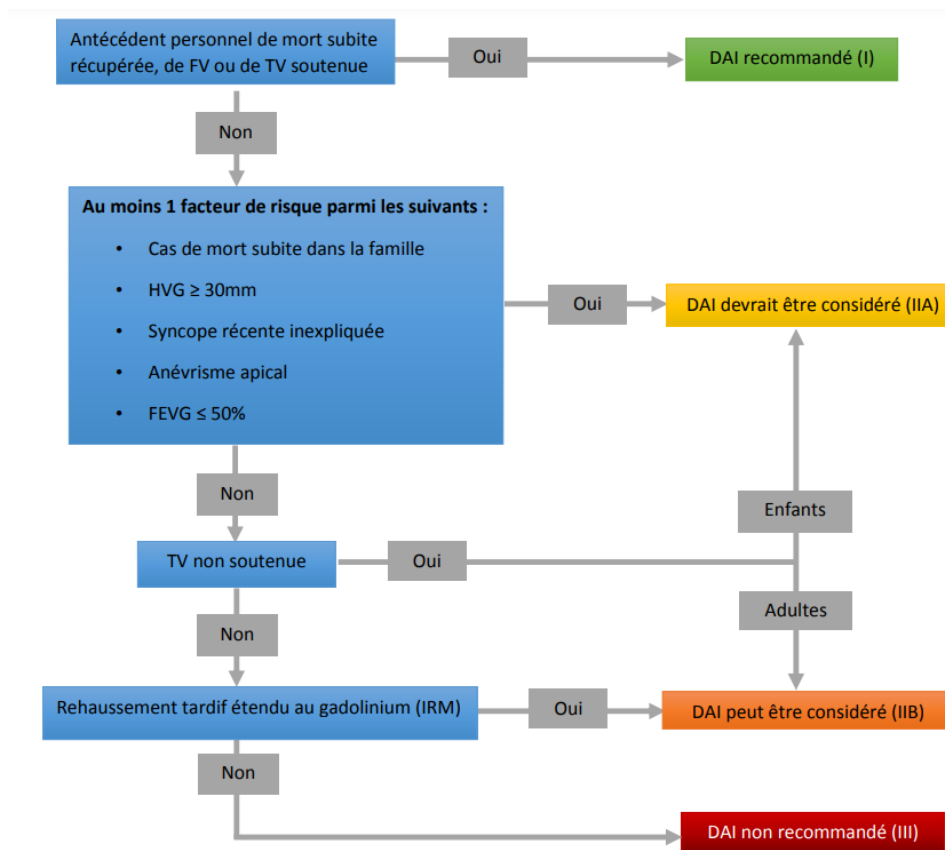 Antécédent personnel de mort subite
récupérée, de FV ou de TV soutenue
Oui
DAI recommandé (I)
Non
Au moins 1 facteur de risque parmi les suivants :
• Cas de mort subite dans la famille
• HVG ≥ 30mm
• Syncope récente inexpliquée
• Anévrisme apical
• FEVG ≤ 50%
Oui
DAI devrait être considéré (IIA)
Non
Enfants
TV non soutenue
Oui
Adultes
Non
Rehaussement tardif étendu au gadolinium (IRM)
Oui
DAI peut être considéré (IIB)
Non
DAI non recommandé (III)